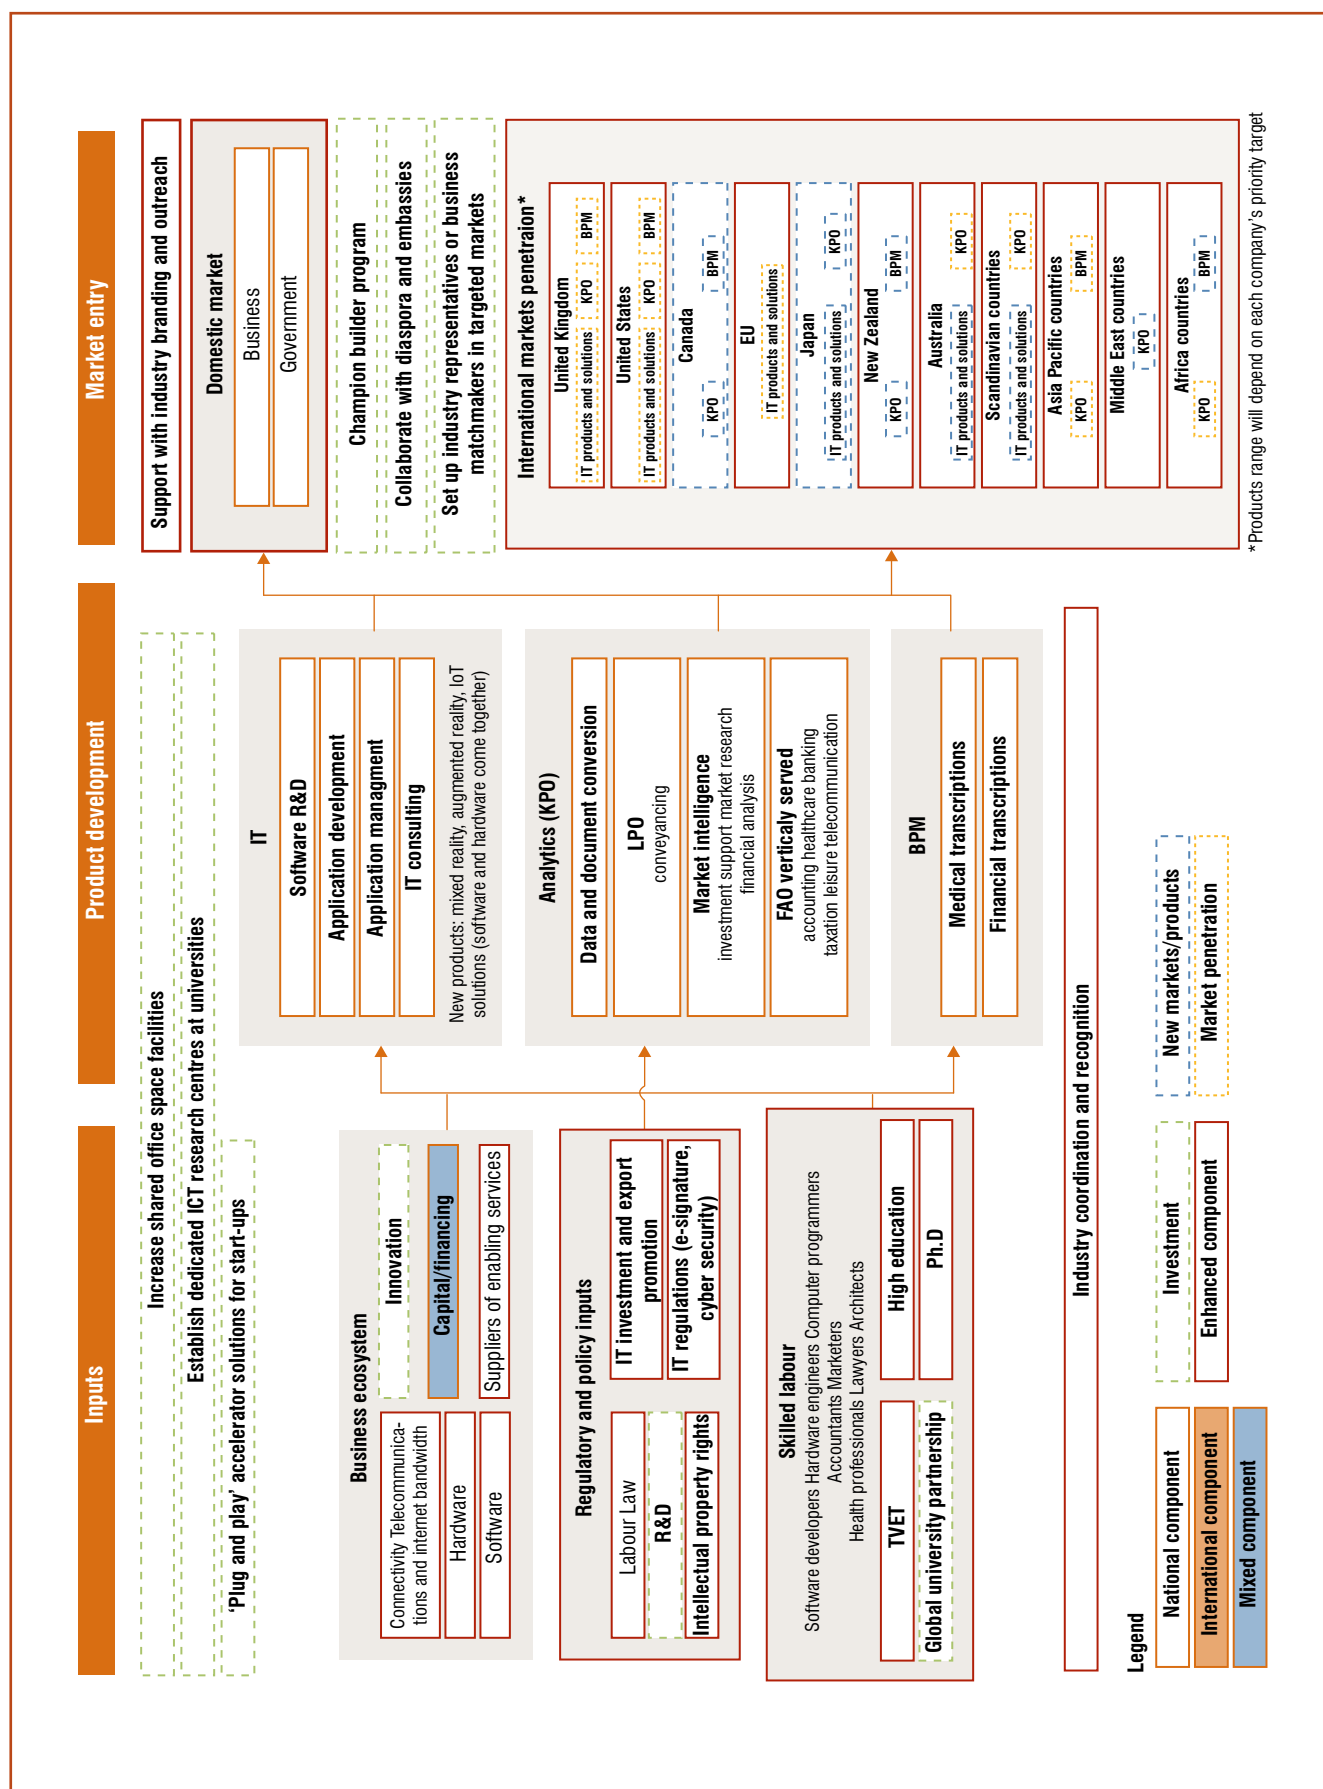 Inputs
Product development
Market entry
Increase shared office space facilities
Establish dedicated ICT research centres at universities
‘Plug and play’ accelerator solutions for start-ups
Business ecosystem
Connectivity Telecommunica-
tions and internet bandwidth
Hardware
Software
Innovation
Capital/financing
Suppliers of enabling services
Regulatory and policy inputs
Labour Law
R&D
Intellectual property rights
IT investment and export
promotion
IT regulations (e-signature,
cyber security)
Skilled labour
Software developers Hardware engineers Computer programmers
Accountants Marketers
Health professionals Lawyers Architects
TVET
Global university partnership
High education
Ph.D
IT
Software R&D
Application development
Application managment
IT consulting
New products: mixed reality, augmented reality, IoT
solutions (software and hardware come together)
Analytics (KPO)
Data and document conversion
LPO
conveyancing
Market intelligence
investment support market research
financial analysis
FAO verticaly served
accounting healthcare banking
taxation leisure telecommunication
BPM
Medical transcriptions
Financial transcriptions
Industry coordination and recognition
Support with industry branding and outreach
Domestic market
Business
Government
Champion builder program
Collaborate with diaspora and embassies
Set up industry representatives or business
matchmakers in targeted markets
International markets penetraion*
United Kingdom
IT products and solutions KPO BPM
United States
IT products and solutions KPO BPM
Canada
KPO BPM
EU
IT products and solutions
Japan
IT products and solutions KPO
New Zealand
KPO BPM
Australia
IT products and solutions KPO
Scandinavian countries
IT products and solutions KPO
Asia Pacific countries
KPO BPM
Middle East countries
KPO
Africa countries
KPO BPM
*Products range will depend on each company’s priority target
Legend
National component
International component
Mixed component
Investment
Enhanced component
New markets/products
Market penetration